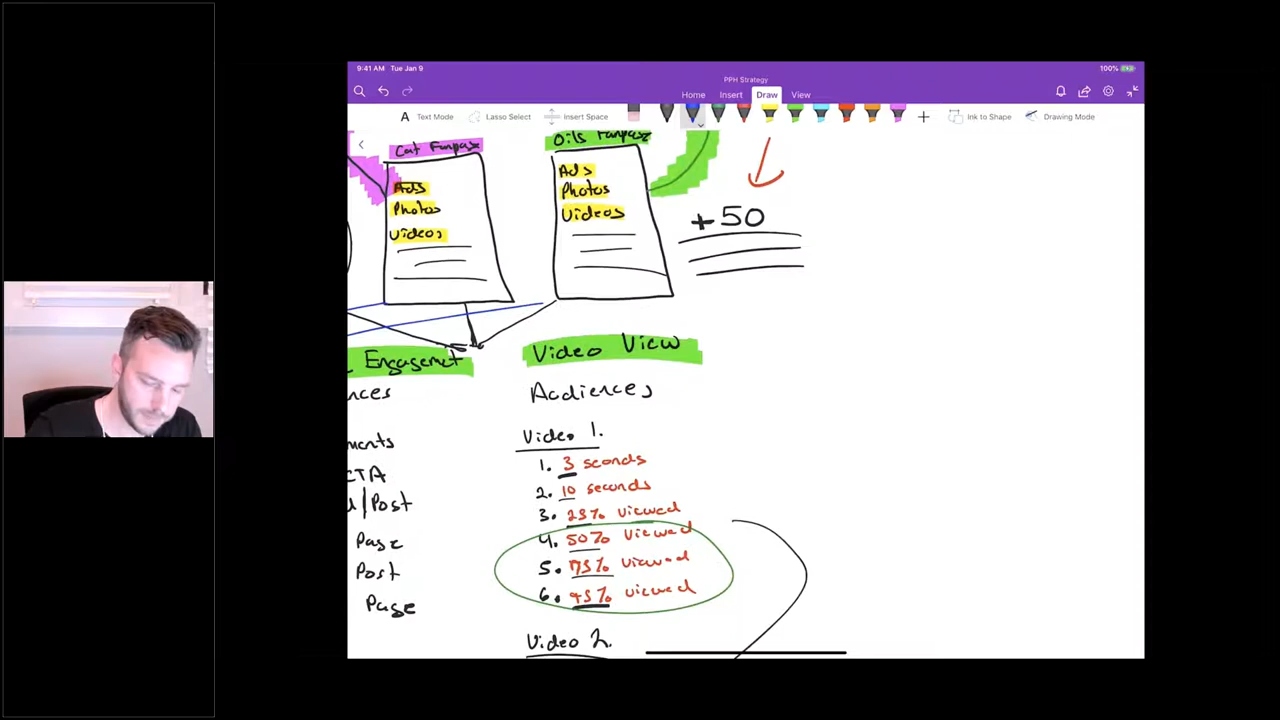 9:41 AM Tue Jan 9
100%
PPH Strategy
Home Insert Draw View
Text Mode Lasso Select Insert Space Ink to Shape Drawing Mode
Cat Fanpage
Oils Fanpage
Ads
Photos
Videos
Ads
Photos
Videos
+50
Engagement
Video View
nces
Audiences
ments
CTA
/Post
Page
Post
Page
Video 1.
1. 3 seconds
2. 10 seconds
3. 25% viewed
4. 50% viewed
5. 75% viewed
6. 95% viewed
Video 2.